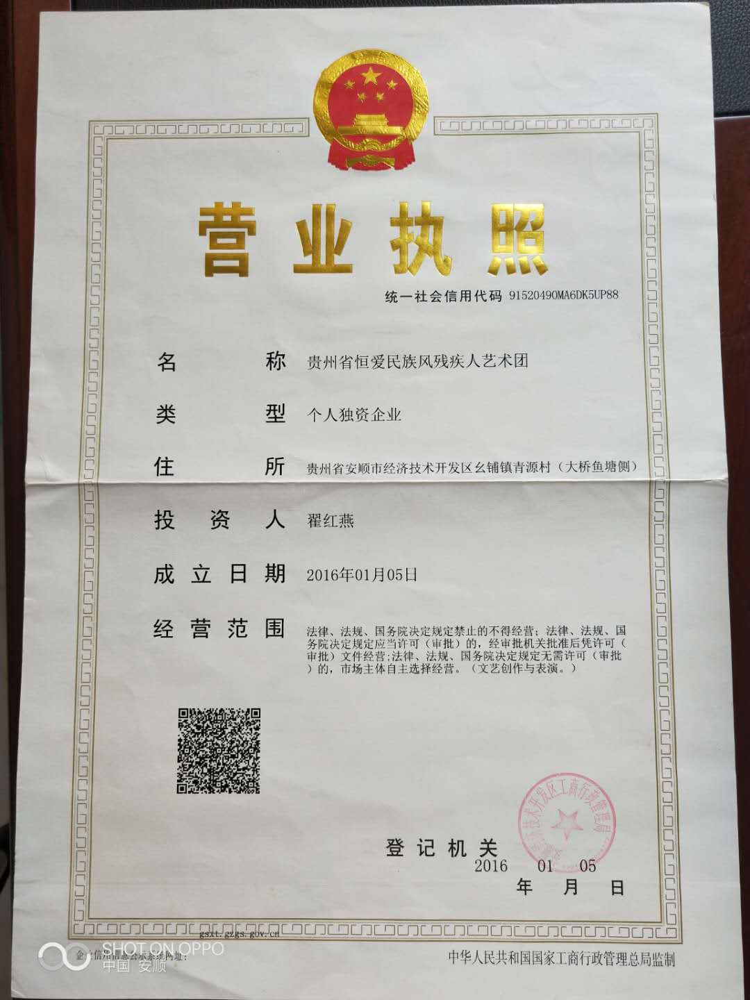 营业执照
统一社会信用代码 91520490MA6DK5UP88
名称 贵州省恒爱民族风残疾人艺术团
类型 个人独资企业
住所 贵州省安顺市经济技术开发区幺铺镇青源村（大桥鱼塘侧）
投资人 翟红燕
成立日期 2016年01月05日
经营范围 法律、法规、国务院决定规定禁止的不得经营；法律、法规、国
务院决定规定应当许可（审批）的，经审批机关批准后凭许可（
审批）文件经营;法律、法规、国务院决定规定无需许可（审批
）的，市场主体自主选择经营。（文艺创作与表演。）
技术开发区工商行政管理局
登记机关
2016 01 05
年 月 日
gsxt.gzgs.gov.cn
企业信用信息公示系统网址:
中华人民共和国国家工商行政管理总局监制
SHOT ON OPPO
中国 安顺